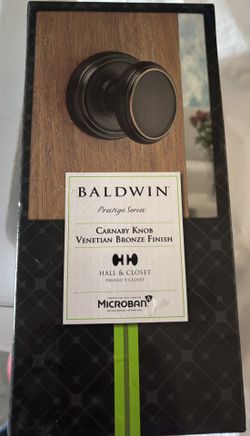 BALDWIN
Prestige Series
CARNABY KNOB
VENETIAN BRONZE FINISH
HALL & CLOSET
PASILLO Y CLOSET
MICROBAN